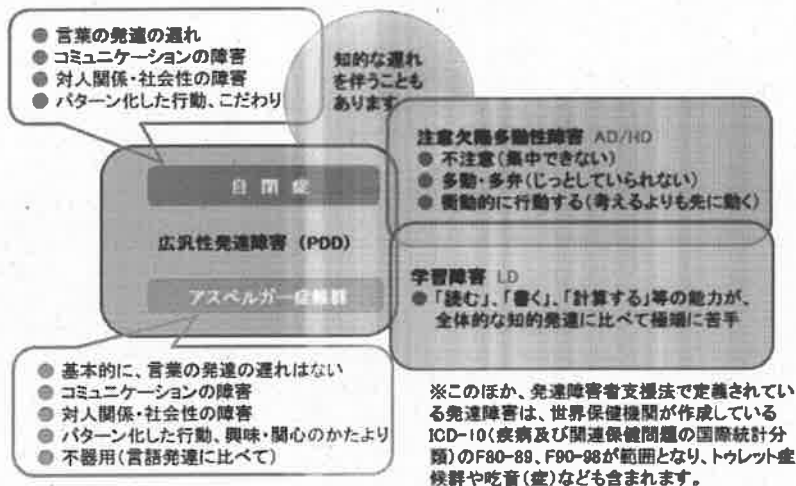 ● 言葉の発達の遅れ
● コミュニケーションの障害
● 対人関係・社会性の障害
● パターン化した行動、こだわり
知的な遅れ
を伴うことも
あります
注意欠陥多動性障害 AD/HD
● 不注意(集中できない)
● 多動・多弁(じっとしていられない)
●衝動的に行動する(考えるよりも先に動く)
自閉症
広汎性発達障害(PDD)
アスペルガー症候群
学習障害 LD
● 「読む」、「書く」、「計算する」等の能力が、
全体的な知的発達に比べて極端に苦手
● 基本的に、言葉の発達の遅れはない
● コミュニケーションの障害
● 対人関係・社会性の障害
● パターン化した行動、興味・関心のかたより
● 不器用(言語発達に比べて)
※このほか、発達障害者支援法で定義されてい
る発達障害は、世界保健機関が作成している
ICD-10(疾病及び関連保健問題の国際統計分
類)のF80-89、F90-98が範囲となり、トゥレット症
候群や吃音(症)なども含まれます。